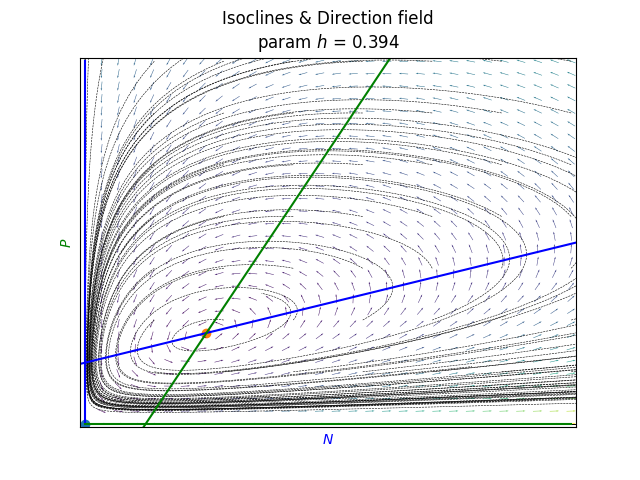 Isoclines & Direction field
param h = 0.394
P
N